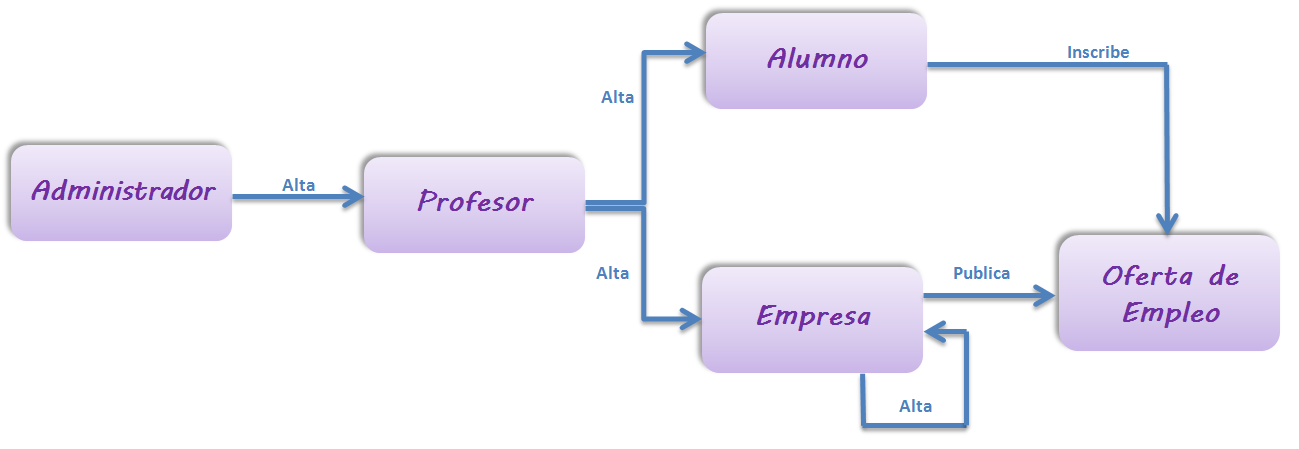 Administrador
Alta
Profesor
Alta
Alta
Alumno
Inscribe
Empresa
Publica
Alta
Oferta de
Empleo